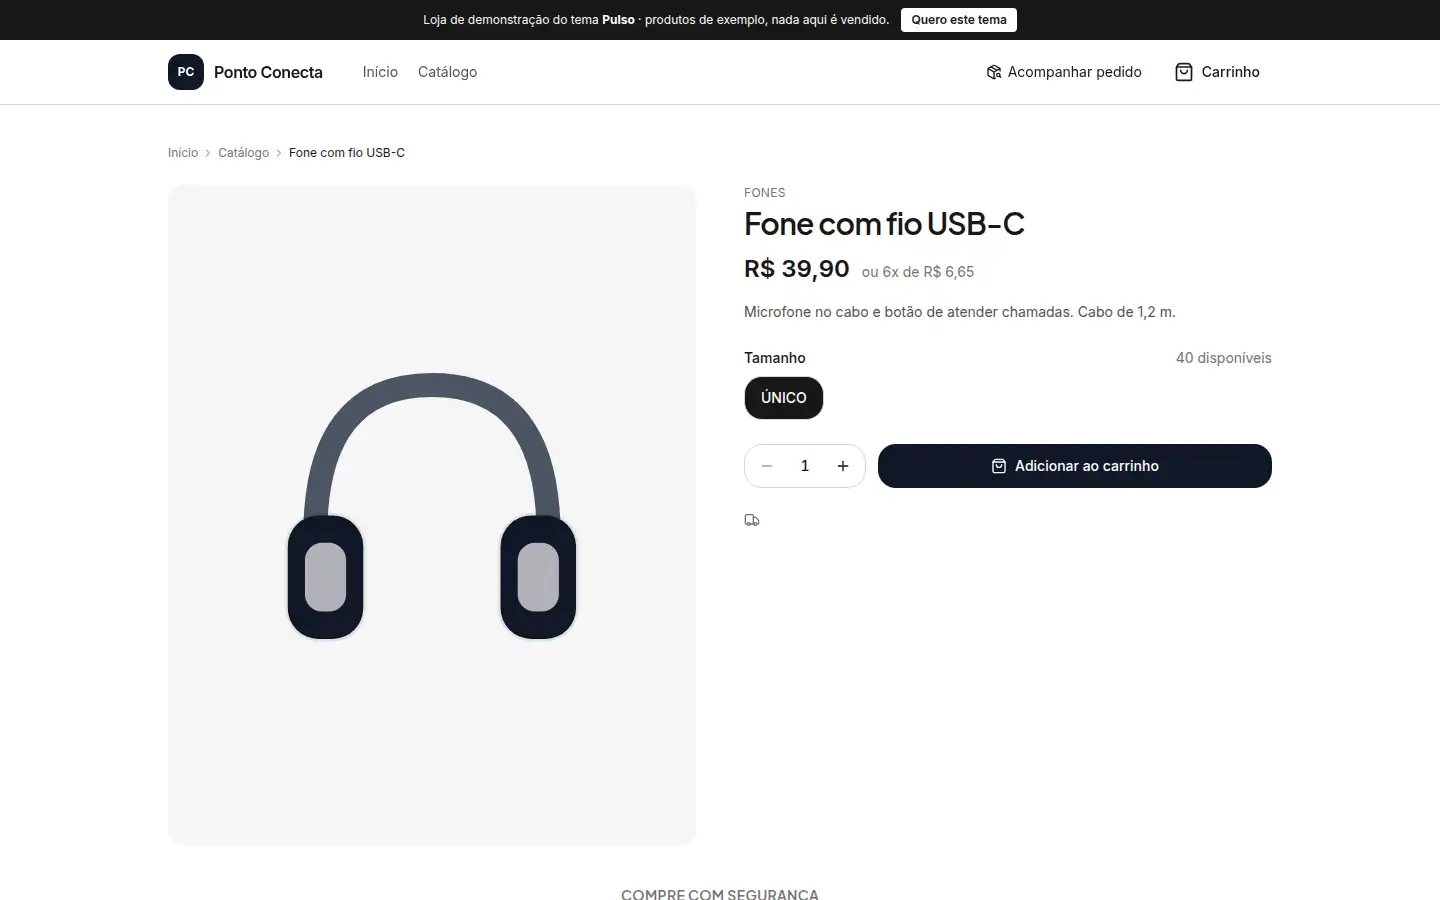 Loja de demonstração do tema Pulso · produtos de exemplo, nada aqui é vendido. Quero este tema
PC Ponto Conecta Início Catálogo Acompanhar pedido Carrinho
Início > Catálogo > Fone com fio USB-C
FONES
Fone com fio USB-C
R$ 39,90 ou 6x de R$ 6,65
Microfone no cabo e botão de atender chamadas. Cabo de 1,2 m.
Tamanho 40 disponíveis
ÚNICO
− 1 + Adicionar ao carrinho
COMPRE COM SEGURANÇA